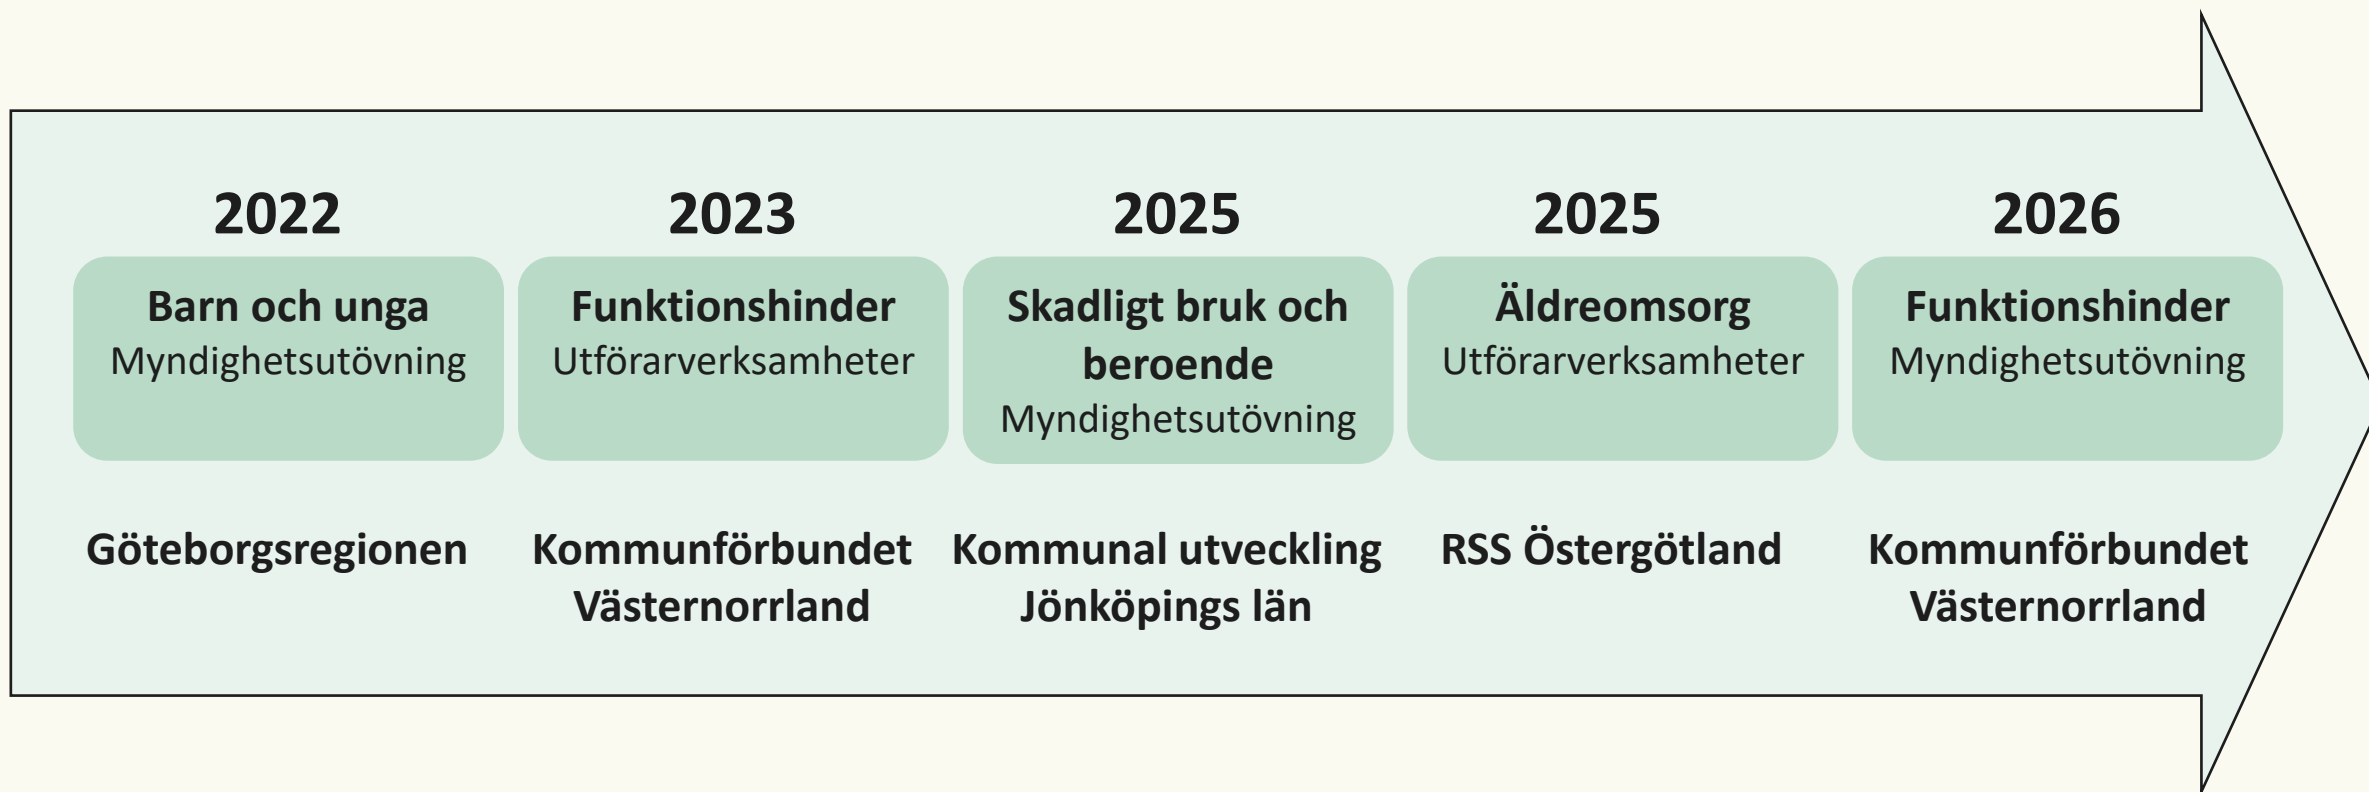 2022
Barn och unga
Myndighetsutövning
Göteborgsregionen
2023
Funktionshinder
Utförarverksamheter
Kommunförbundet
Västernorrland
2025
Skadligt bruk och
beroende
Myndighetsutövning
Kommunal utveckling
Jönköpings län
2025
Äldreomsorg
Utförarverksamheter
RSS Östergötland
2026
Funktionshinder
Myndighetsutövning
Kommunförbundet
Västernorrland